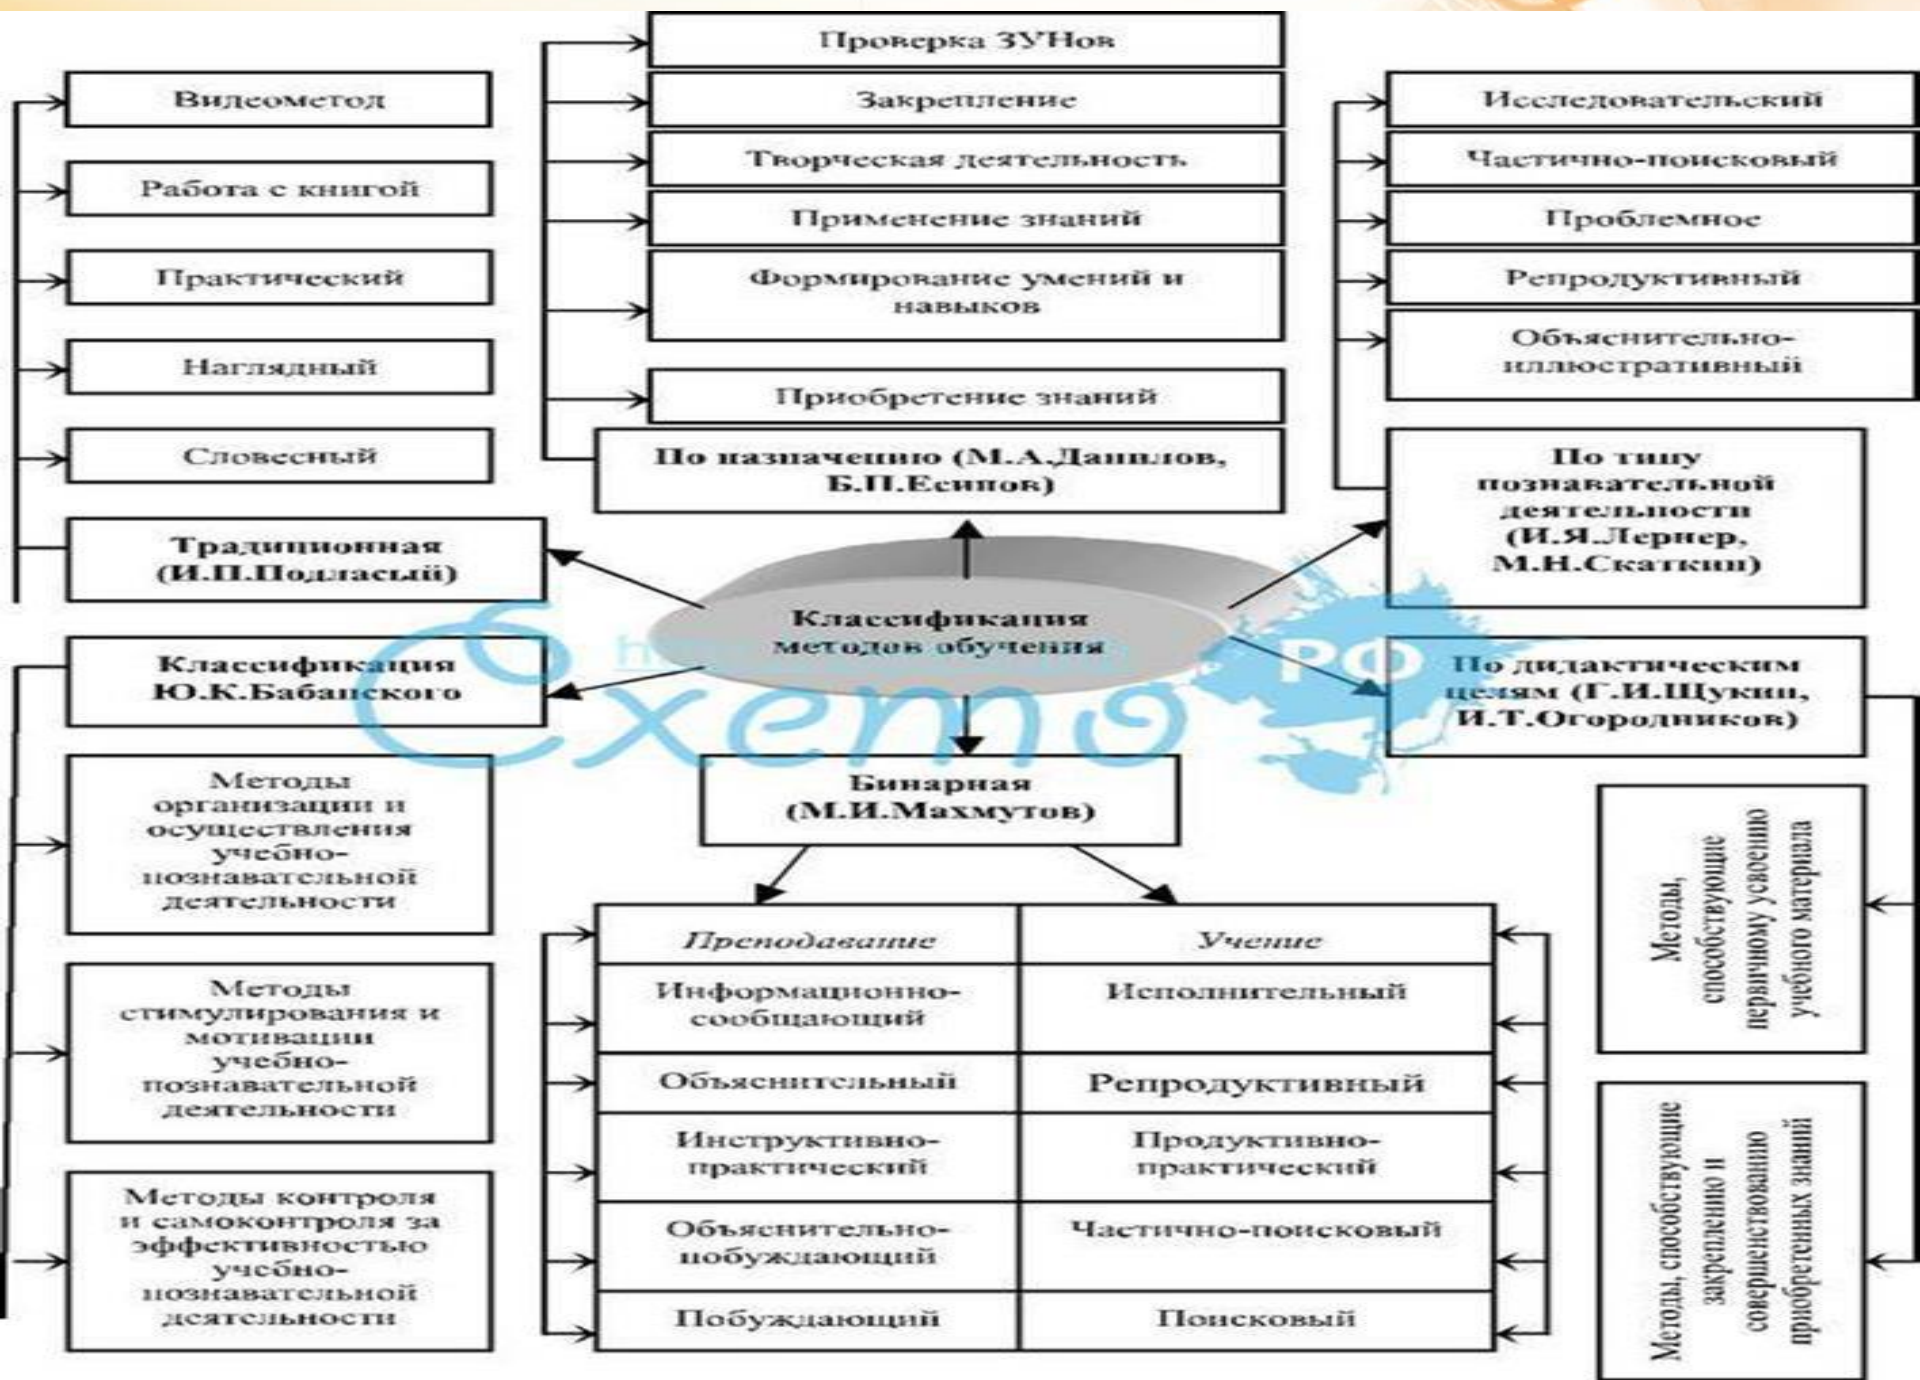 Проверка ЗУНов
Закрепление
Творческая деятельность
Применение знаний
Формирование умений и
навыков
Приобретение знаний
По назначению (М.А.Данилов,
Б.П.Есипов)
Видеометод
Работа с книгой
Практический
Наглядный
Словесный
Традиционная
(И.П.Подласый)
Исследовательский
Частично-поисковый
Проблемное
Репродуктивный
Объяснительно-
иллюстративный
По типу
познавательной
деятельности
(И.Я.Лернер,
М.Н.Скаткин)
Классификация
методов обучения
Классификация
Ю.К.Бабанского
Методы
организации и
осуществления
учебно-
познавательной
деятельности
Методы
стимулирования и
мотивации
учебно-
познавательной
деятельности
Методы контроля
и самоконтроля за
эффективностью
учебно-
познавательной
деятельности
Бинарная
(М.И.Махмутов)
Преподавание
Учение
Информационно-
сообщающий
Исполнительный
Объяснительный
Репродуктивный
Инструктивно-
практический
Продуктивно-
практический
Объяснительно-
побуждающий
Частично-поисковый
Побуждающий
Поисковый
По дидактическим
целям (Г.И.Щукин,
И.Т.Огородников)
Методы,
способствующие
первичному усвоению
учебного материала
Методы, способствующие
закреплению и
совершенствованию
приобретенных знаний
Схемо
РФ